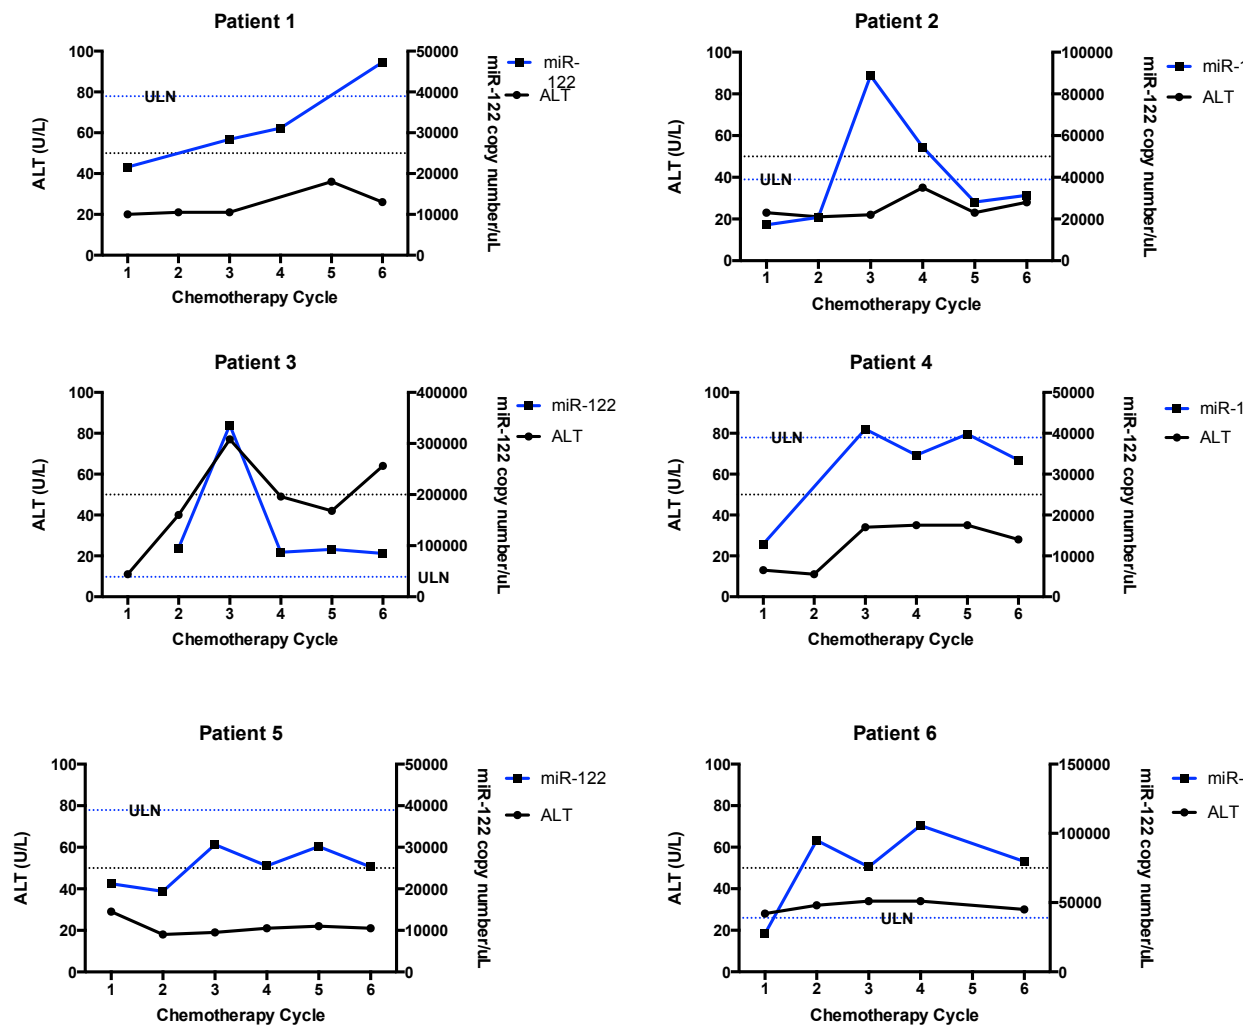 Patient 1
100
80
60
40
20
0
ALT (U/L)
ULN
50000
40000
30000
20000
10000
0
miR-122 copy number/uL
miR-
122
ALT
1 2 3 4 5 6
Chemotherapy Cycle
Patient 2
100
80
60
40
20
0
ALT (U/L)
ULN
100000
80000
60000
40000
20000
0
miR-122 copy number/uL
miR-1
ALT
1 2 3 4 5 6
Chemotherapy Cycle
Patient 3
100
80
60
40
20
0
ALT (U/L)
400000
300000
200000
100000
0
ULN
miR-122 copy number/uL
miR-122
ALT
1 2 3 4 5 6
Chemotherapy Cycle
Patient 4
100
80
60
40
20
0
ALT (U/L)
ULN
50000
40000
30000
20000
10000
0
miR-122 copy number/uL
miR-1
ALT
1 2 3 4 5 6
Chemotherapy Cycle
Patient 5
100
80
60
40
20
0
ALT (U/L)
ULN
50000
40000
30000
20000
10000
0
miR-122 copy number/uL
miR-122
ALT
1 2 3 4 5 6
Chemotherapy Cycle
Patient 6
100
80
60
40
20
0
ALT (U/L)
ULN
150000
100000
50000
0
miR-122 copy number/uL
miR-
ALT
1 2 3 4 5 6
Chemotherapy Cycle